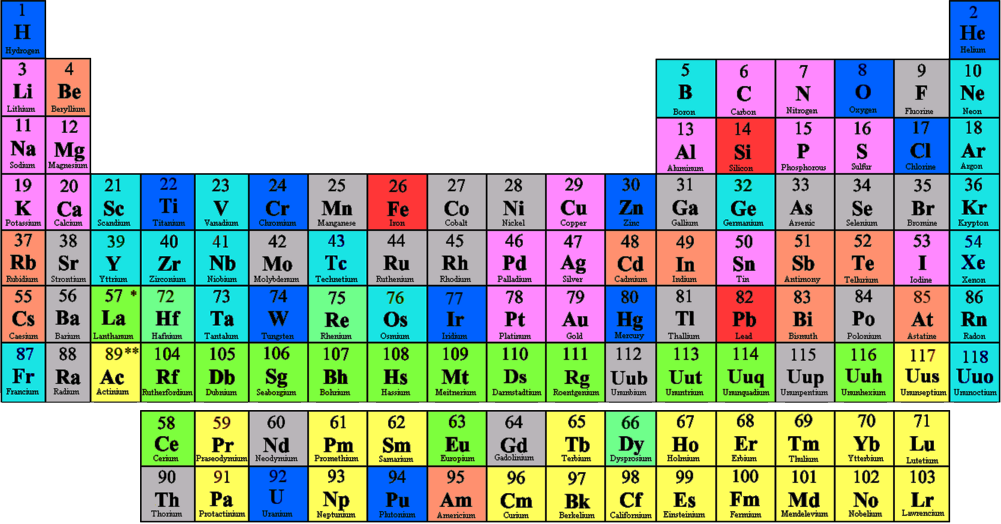 1 2
H He
Hydrogen Helium
3 4 5 6 7 8 9 10
Li Be B C N O F Ne
Lithium Beryllium Boron Carbon Nitrogen Oxygen Fluorine Neon
11 12 13 14 15 16 17 18
Na Mg Al Si P S Cl Ar
Sodium Magnesium Aluminum Silicon Phosphorous Sulfur Chlorine Argon
19 20 21 22 23 24 25 26 27 28 29 30 31 32 33 34 35 36
K Ca Sc Ti V Cr Mn Fe Co Ni Cu Zn Ga Ge As Se Br Kr
Potassium Calcium Scandium Titanium Vanadium Chromium Manganese Iron Cobalt Nickel Copper Zinc Gallium Germanium Arsenic Selenium Bromine Krypton
37 38 39 40 41 42 43 44 45 46 47 48 49 50 51 52 53 54
Rb Sr Y Zr Nb Mo Tc Ru Rh Pd Ag Cd In Sn Sb Te I Xe
Rubidium Strontium Yttrium Zirconium Niobium Molybdenum Technetium Ruthenium Rhodium Palladium Silver Cadmium Indium Tin Antimony Tellurium Iodine Xenon
55 56 57 * 72 73 74 75 76 77 78 79 80 81 82 83 84 85 86
Cs Ba La Hf Ta W Re Os Ir Pt Au Hg Tl Pb Bi Po At Rn
Caesium Barium Lanthanum Hafnium Tantalum Tungsten Rhenium Osmium Iridium Platinum Gold Mercury Thallium Lead Bismuth Polonium Astatine Radon
87 88 89** 104 105 106 107 108 109 110 111 112 113 114 115 116 117 118
Fr Ra Ac Rf Db Sg Bh Hs Mt Ds Rg Uub Uut Uuq Uup Uuh Uus Uuo
Francium Radium Actinium Rutherfordium Dubnium Seaborgium Bohrium Hassium Meitnerium Darmstadtium Roentgenium Ununbium Ununtrium Ununquadium Ununpentium Ununhexium Ununseptium Ununoctium
58 59 60 61 62 63 64 65 66 67 68 69 70 71
Ce Pr Nd Pm Sm Eu Gd Tb Dy Ho Er Tm Yb Lu
Cerium Praseodymium Neodymium Promethium Samarium Europium Gadolinium Terbium Dysprosium Holmium Erbium Thulium Ytterbium Lutetium
90 91 92 93 94 95 96 97 98 99 100 101 102 103
Th Pa U Np Pu Am Cm Bk Cf Es Fm Md No Lr
Thorium Protactinium Uranium Neptunium Plutonium Americium Curium Berkelium Californium Einsteinium Fermium Mendelevium Nobelium Lawrencium